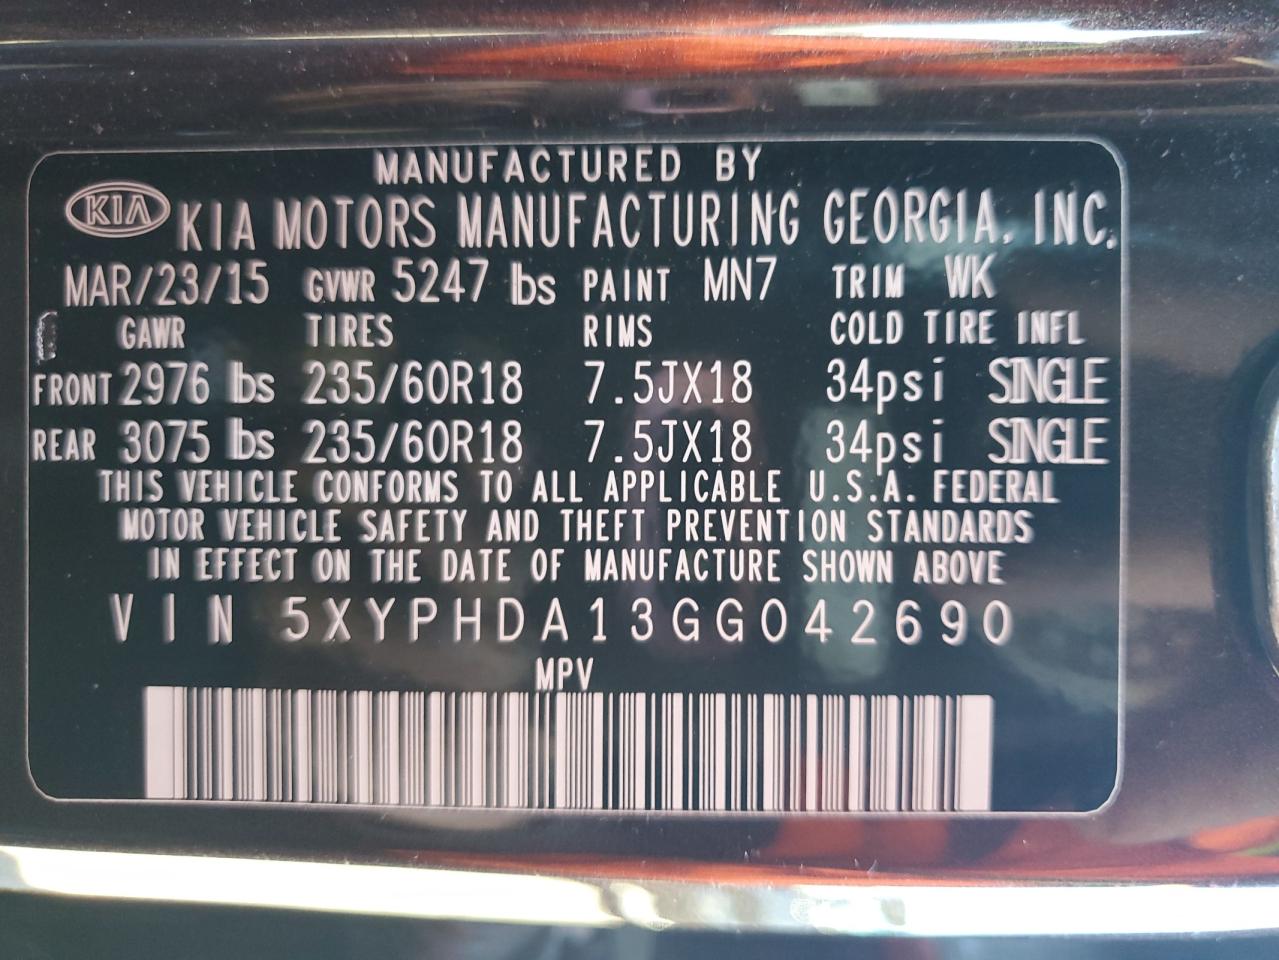 MANUFACTURED BY
KIA KIA MOTORS MANUFACTURING GEORGIA, INC.
MAR/23/15 GVWR 5247 lbs PAINT MN7 TRIM WK
GAWR TIRES RIMS COLD TIRE INFL
FRONT 2976 lbs 235/60R18 7.5JX18 34psi SINGLE
REAR 3075 lbs 235/60R18 7.5JX18 34psi SINGLE
THIS VEHICLE CONFORMS TO ALL APPLICABLE U.S.A. FEDERAL
MOTOR VEHICLE SAFETY AND THEFT PREVENTION STANDARDS
IN EFFECT ON THE DATE OF MANUFACTURE SHOWN ABOVE
VIN 5XYPHDA13GG042690
MPV